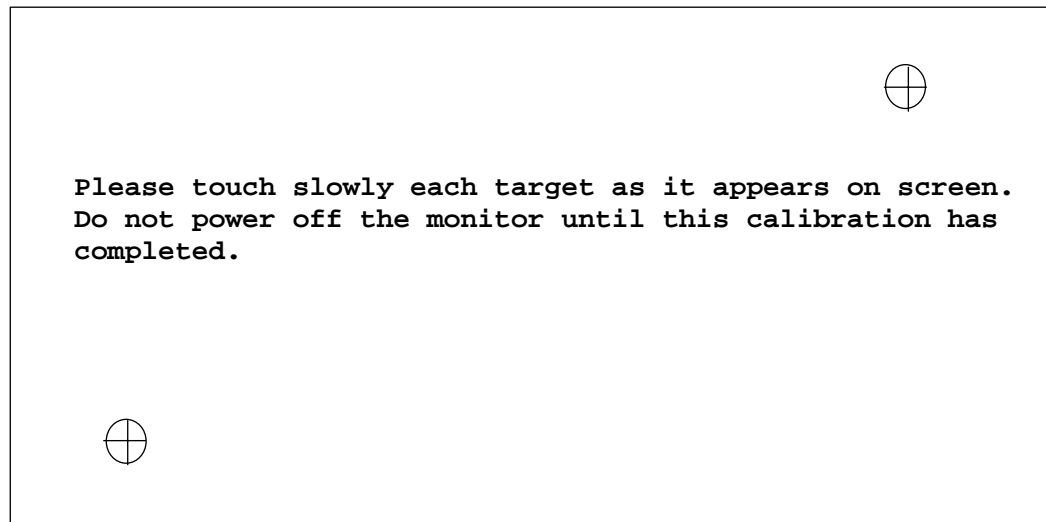 Please touch slowly each target as it appears on screen.
Do not power off the monitor until this calibration has
completed.